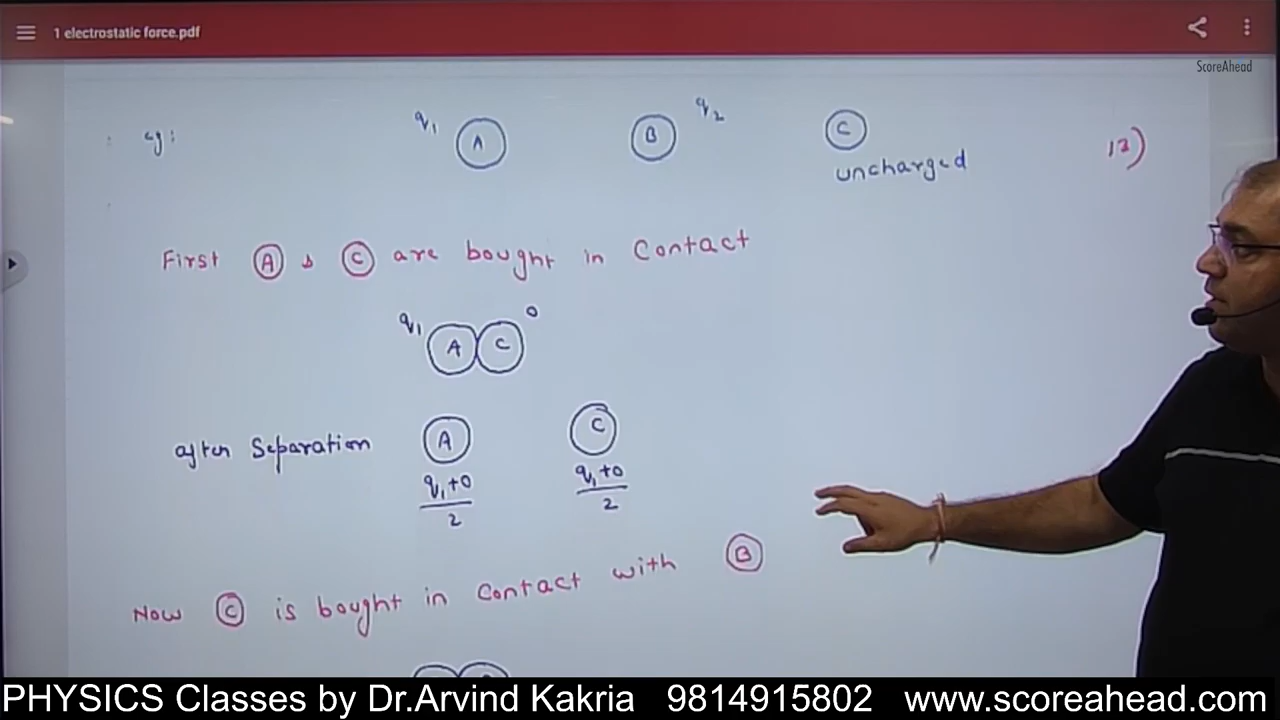 1 electrostatic force.pdf
ScoreAhead
eg:
q₁ A B q₂ C
uncharged
12)
First A & C are bought in Contact
q₁ A C 0
after Separation A C
q₁+0 q₁+0
2 2
Now C is bought in Contact with B
PHYSICS Classes by Dr.Arvind Kakria 9814915802 www.scoreahead.com